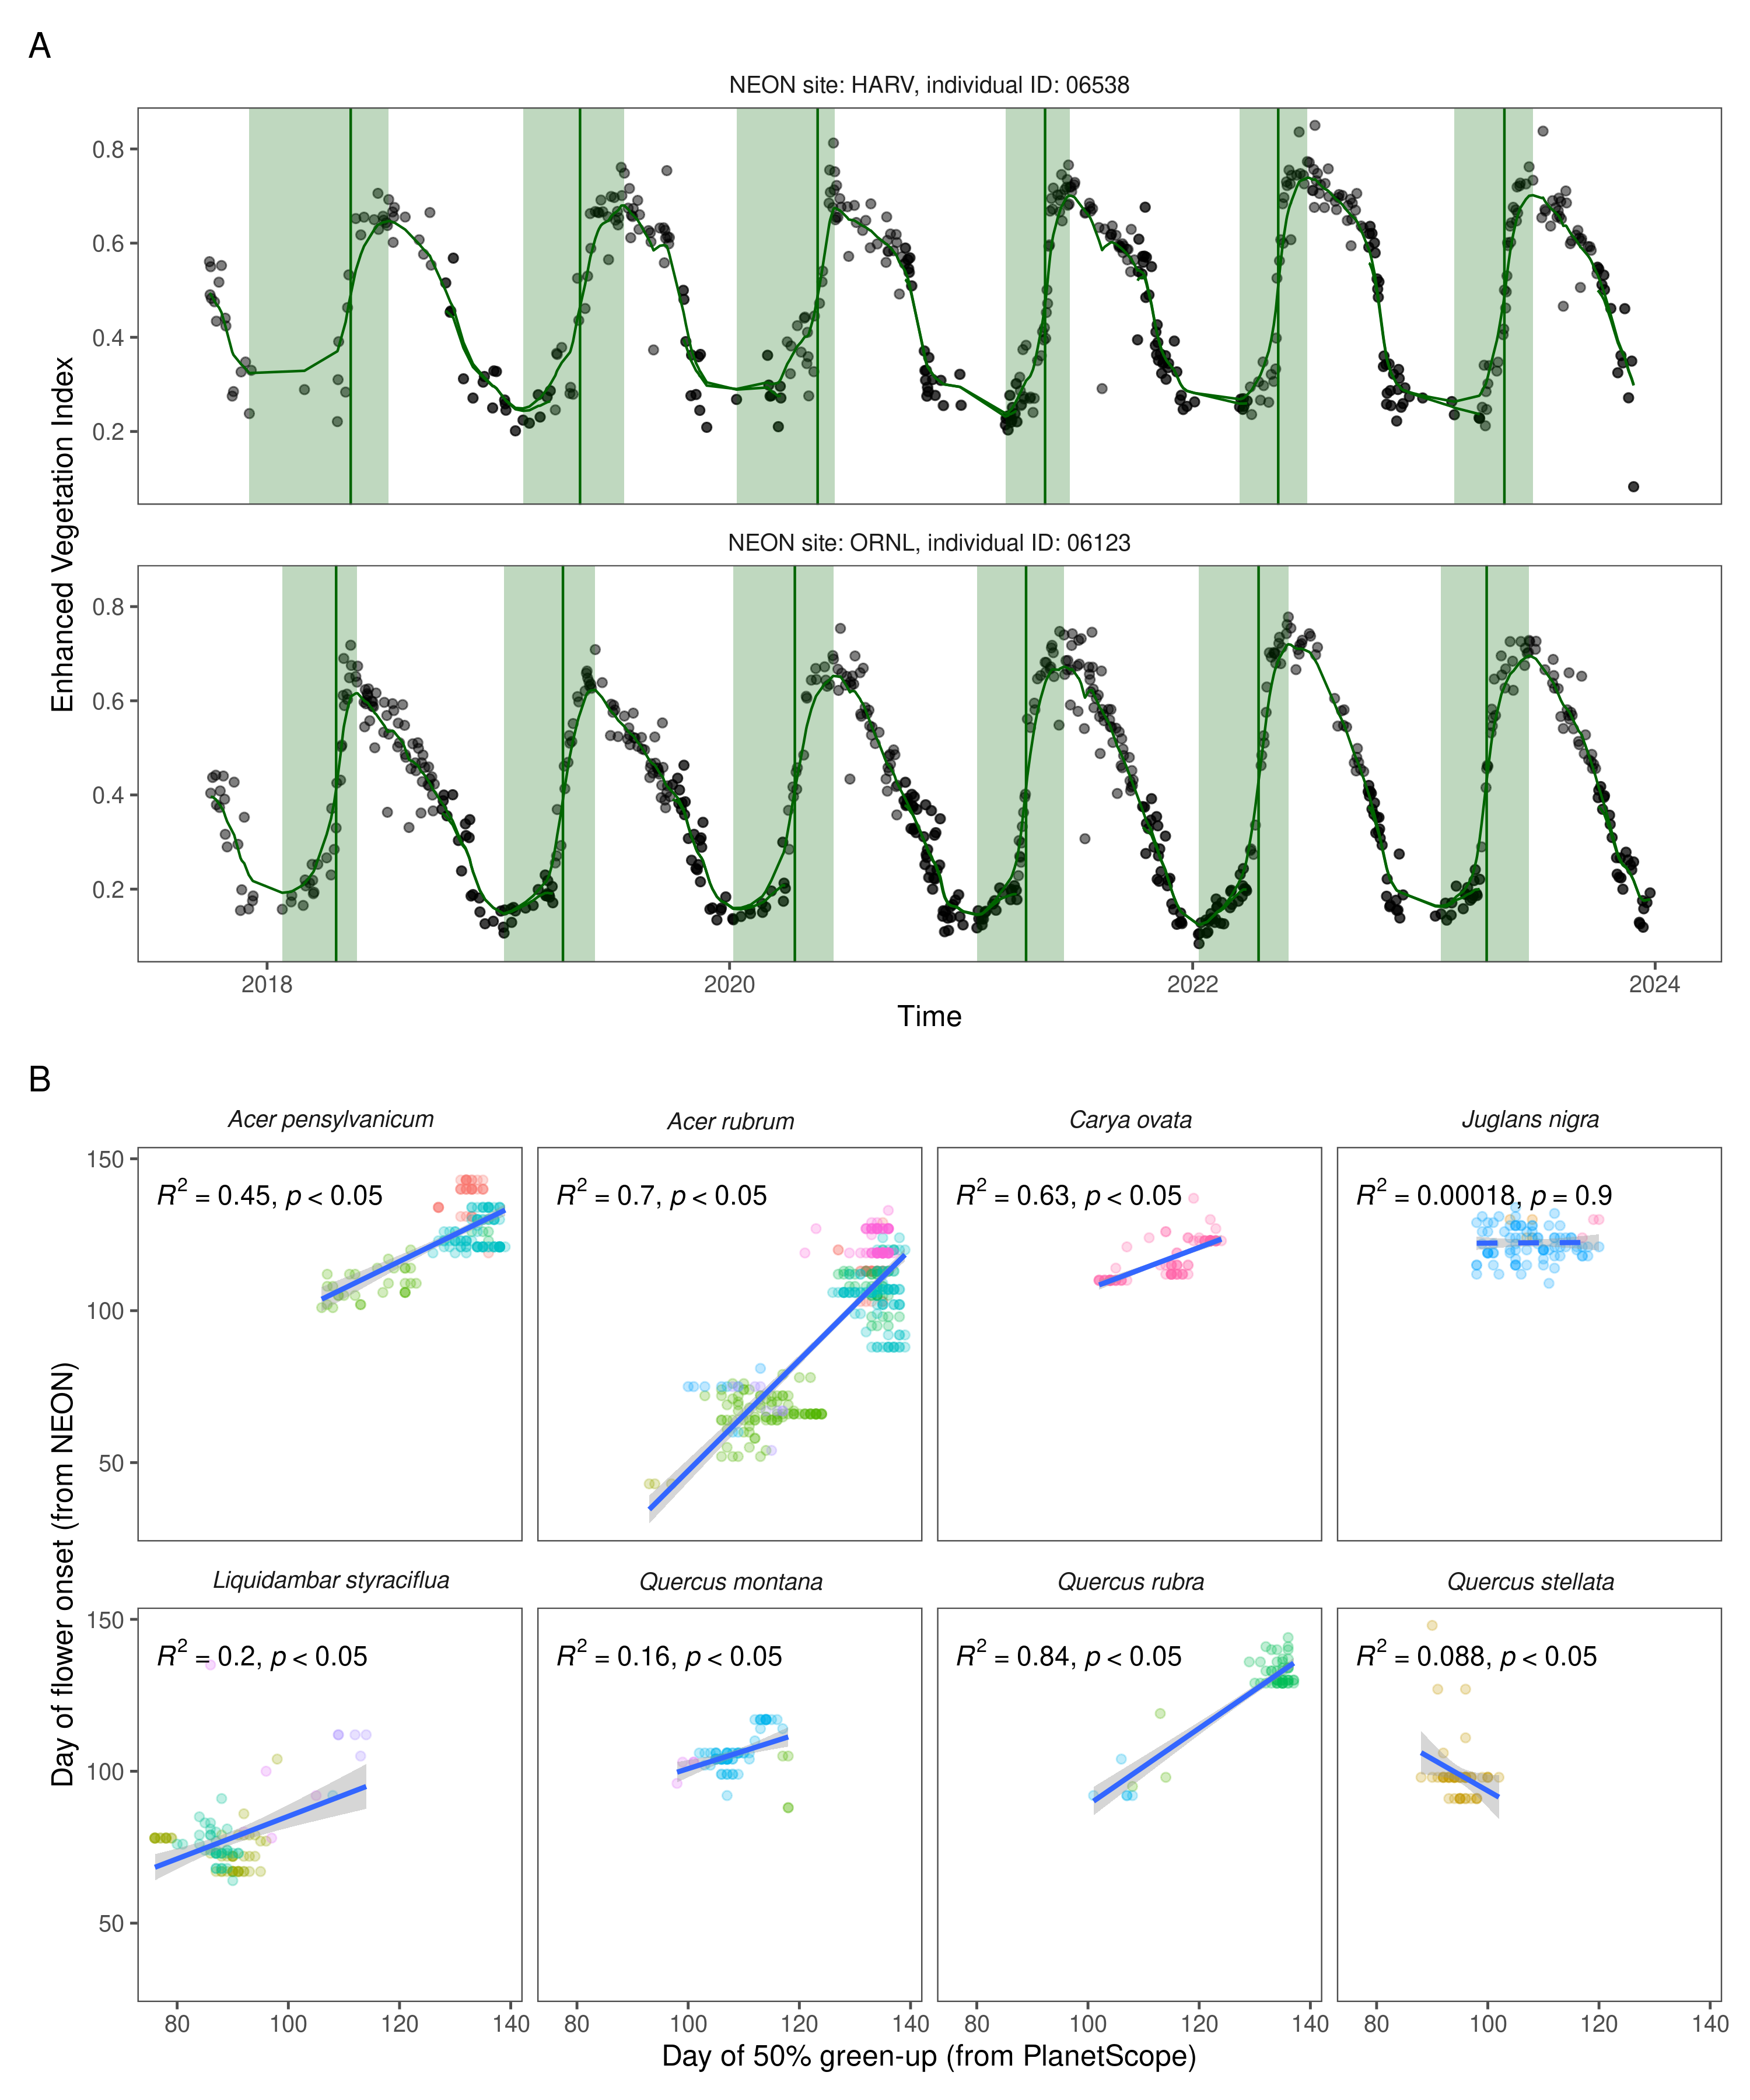 A
NEON site: HARV, individual ID: 06538
0.8
0.6
0.4
0.2
Enhanced Vegetation Index
NEON site: ORNL, individual ID: 06123
0.8
0.6
0.4
0.2
2018 2020 2022 2024
Time
B
Acer pensylvanicum Acer rubrum Carya ovata Juglans nigra
R² = 0.45, p < 0.05 R² = 0.7, p < 0.05 R² = 0.63, p < 0.05 R² = 0.00018, p = 0.9
150
100
50
Day of flower onset (from NEON)
Liquidambar styraciflua Quercus montana Quercus rubra Quercus stellata
R² = 0.2, p < 0.05 R² = 0.16, p < 0.05 R² = 0.84, p < 0.05 R² = 0.088, p < 0.05
150
100
50
80 100 120 140 80 100 120 140 80 100 120 140 80 100 120 140
Day of 50% green-up (from PlanetScope)